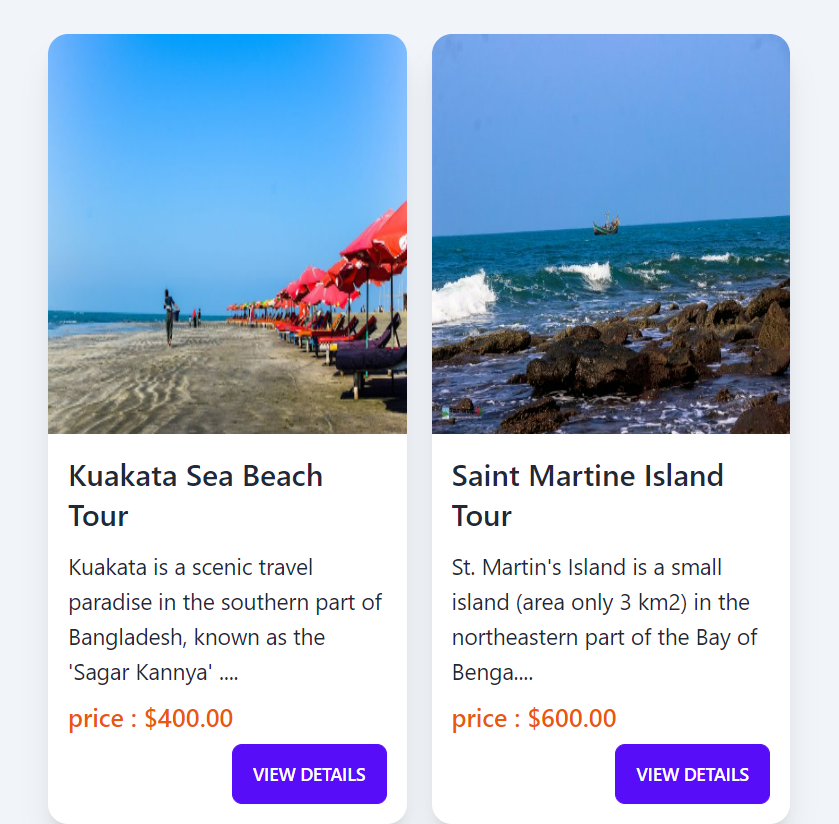 Kuakata Sea Beach
Tour
Kuakata is a scenic travel
paradise in the southern part of
Bangladesh, known as the
'Sagar Kannya' ....
price : $400.00
VIEW DETAILS
Saint Martine Island
Tour
St. Martin's Island is a small
island (area only 3 km2) in the
northeastern part of the Bay of
Benga....
price : $600.00
VIEW DETAILS